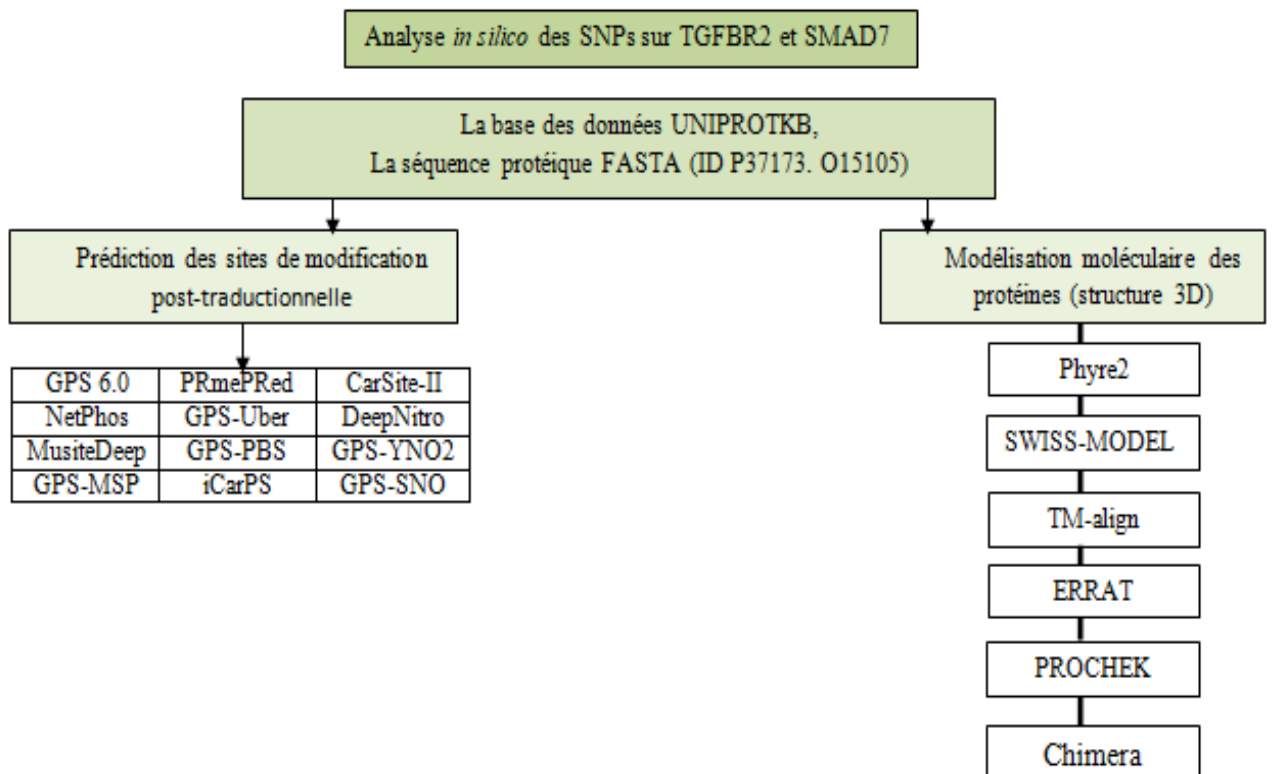 Analyse in silico des SNPs sur TGFBR2 et SMAD7
La base des données UNIPROTKB,
La séquence protéique FASTA (ID P37173. O15105)
Prédiction des sites de modification
post-traductionnelle
GPS 6.0 PRmePRed CarSite-II
NetPhos GPS-Uber DeepNitro
MusiteDeep GPS-PBS GPS-YNO2
GPS-MSP iCarPS GPS-SNO
Modélisation moléculaire des
protéines (structure 3D)
Phyre2
SWISS-MODEL
TM-align
ERRAT
PROCHEK
Chimera